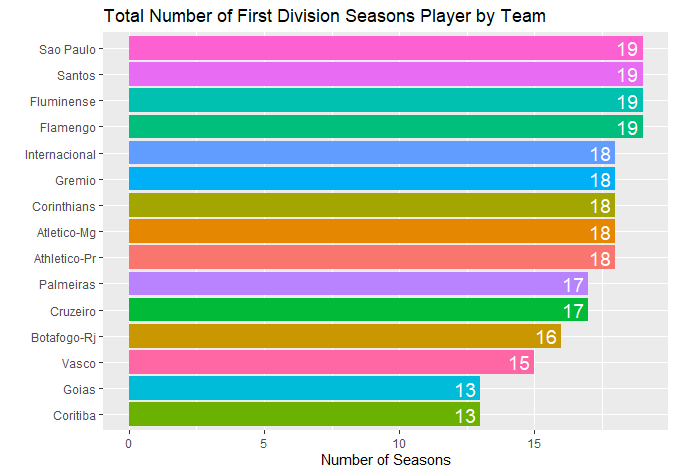 Total Number of First Division Seasons Player by Team
Sao Paulo 19
Santos 19
Fluminense 19
Flamengo 19
Internacional 18
Gremio 18
Corinthians 18
Atletico-Mg 18
Athletico-Pr 18
Palmeiras 17
Cruzeiro 17
Botafogo-Rj 16
Vasco 15
Goias 13
Coritiba 13
0 5 10 15
Number of Seasons